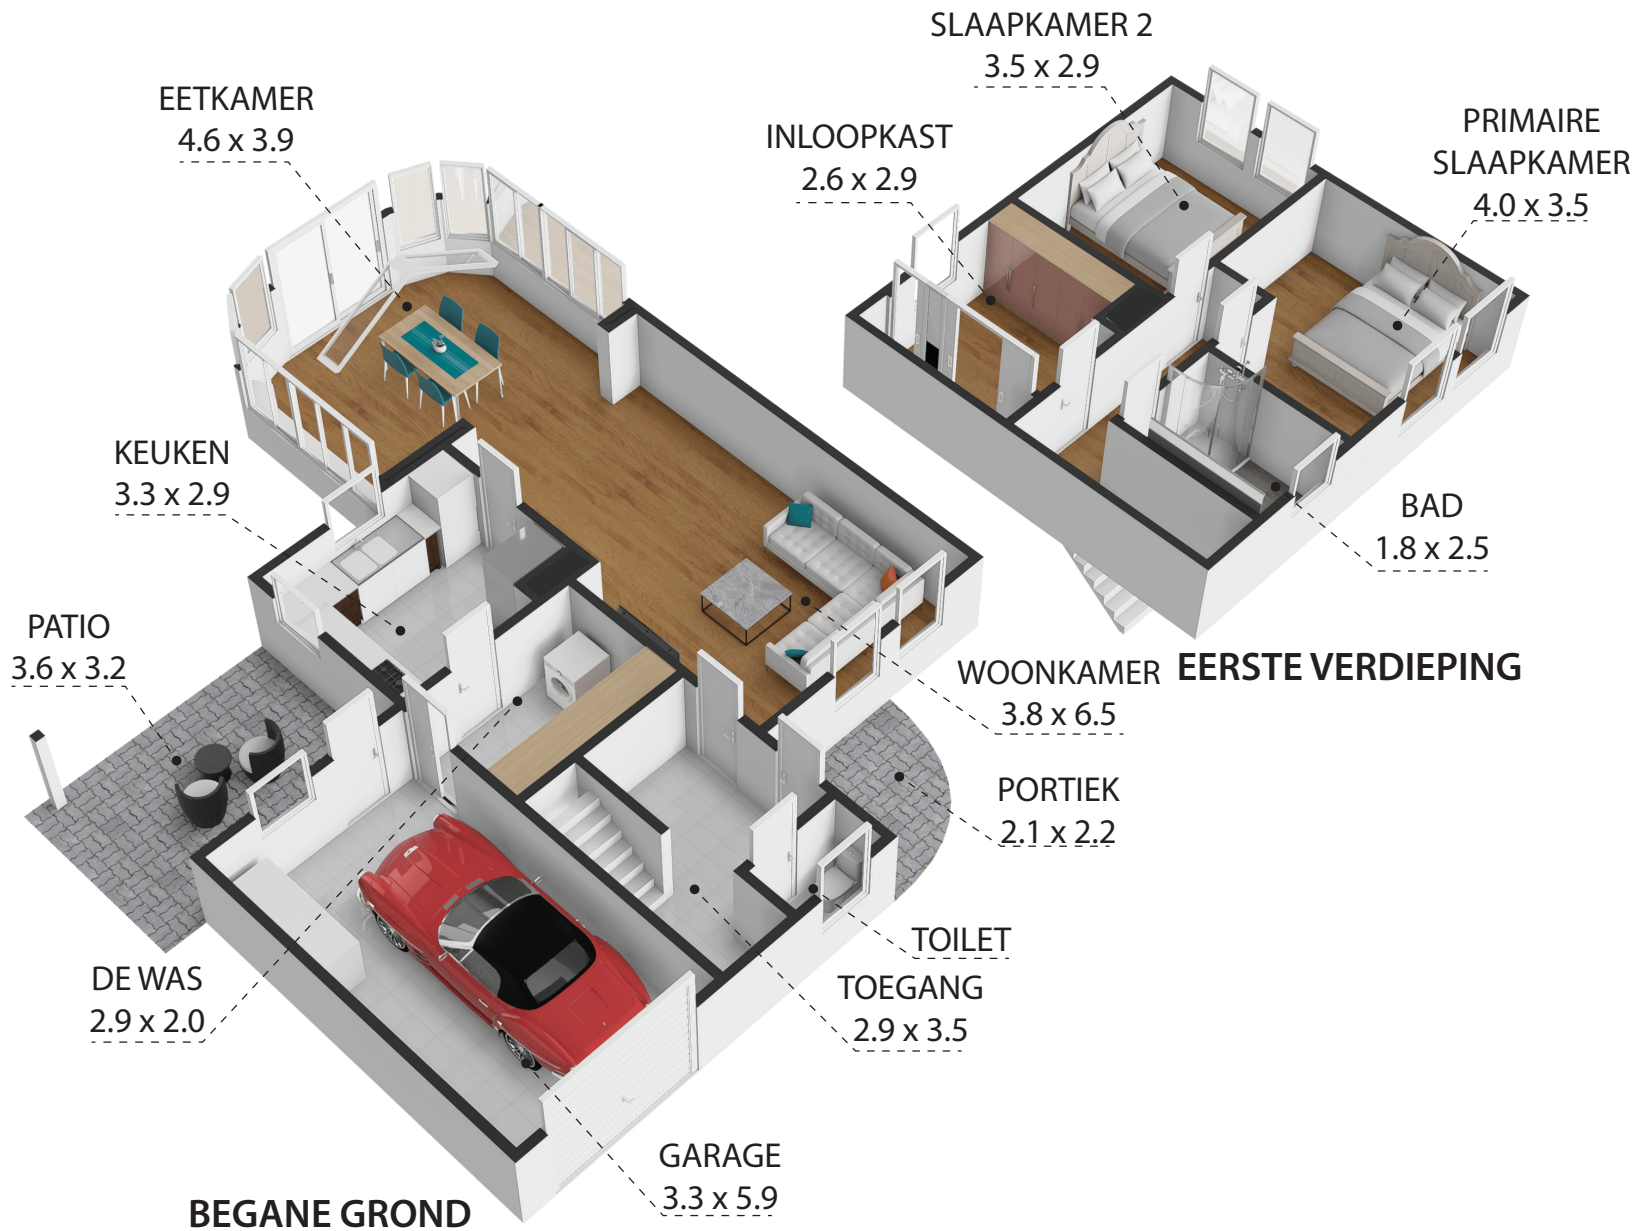 SLAAPKAMER 2
3.5 x 2.9
EETKAMER
4.6 x 3.9
INLOOPKAST
2.6 x 2.9
PRIMAIRE
SLAAPKAMER
4.0 x 3.5
KEUKEN
3.3 x 2.9
BAD
1.8 x 2.5
PATIO
3.6 x 3.2
WOONKAMER
3.8 x 6.5
EERSTE VERDIEPING
PORTIEK
2.1 x 2.2
TOILET
DE WAS
2.9 x 2.0
TOEGANG
2.9 x 3.5
GARAGE
3.3 x 5.9
BEGANE GROND